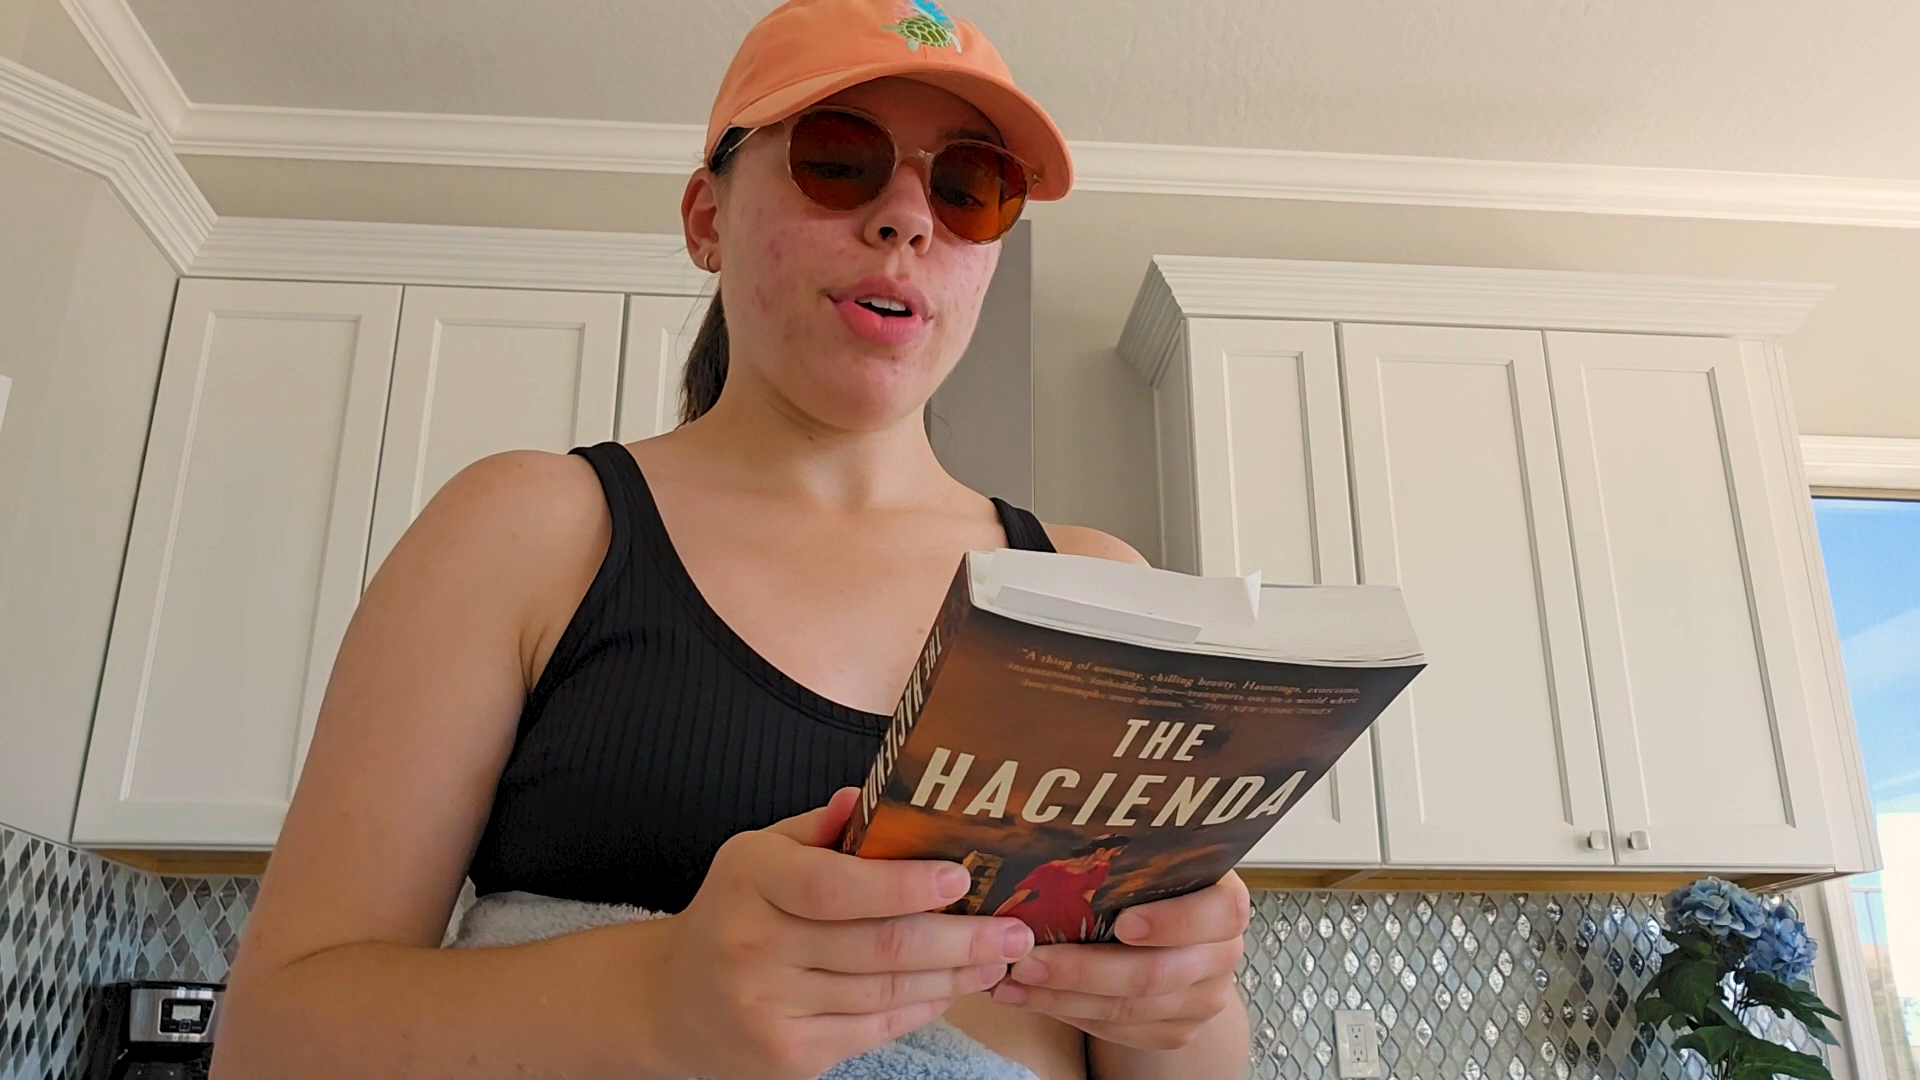 "A thing of uncanny, chilling beauty. Hauntings, exorcisms,
incantations, forbidden love—transports one to a world where
love triumphs over demons."—THE NEW YORK TIMES
THE
HACIENDA
THE HACIENDA